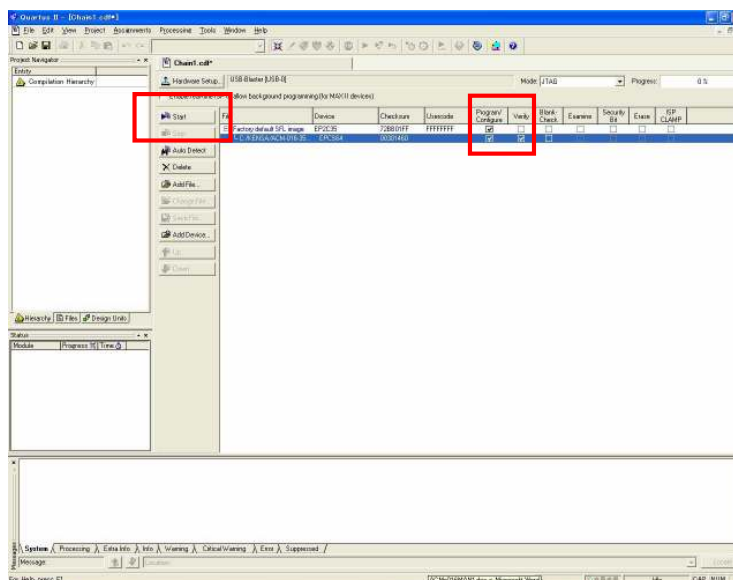 Quartus II - [Chain1.cdf*]
File Edit View Project Assignments Processing Tools Window Help
Project Navigator
Entity
Compilation Hierarchy
Chain1.cdf*
Hardware Setup...
USB-Blaster [USB-0]
Mode: JTAG
Progress: 0 %
allow background programming (for MAX II devices)
Start
Stop
Auto Detect
Delete
Add File...
Change File...
Save File...
Add Device...
Up
Down
Device Checksum Usercode Program/Configure Verify Blank-Check Examine Security Bit Erase ISP CLAMP
Factory default SFL image EP2C35 FFFFFFFF
EPCS64
Hierarchy Files Design Units
Status
Module Progress % Time
System Processing Extra Info Info Warning Critical Warning Error Suppressed
Messages
Message:
Location:
For Help, press F1
CAP NUM